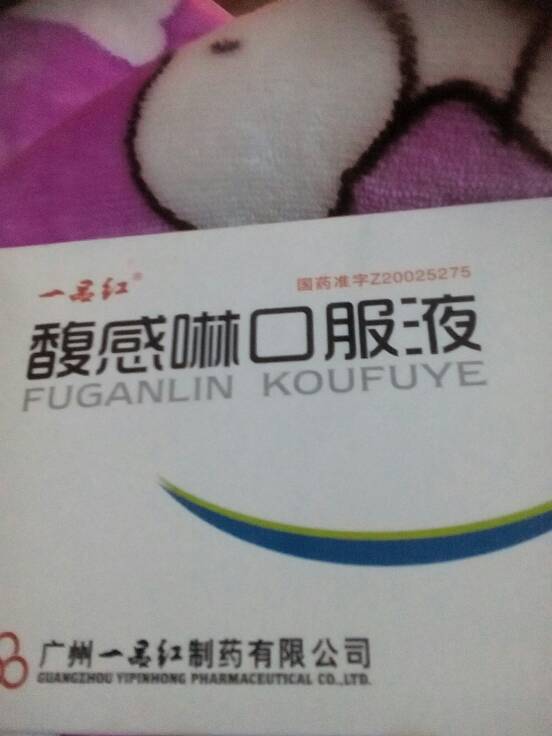 一品红®
国药准字Z20025275
馥感啉口服液
FUGANLIN KOUFUYE
广州一品红制药有限公司
GUANGZHOU YIPINHONG PHARMACEUTICAL CO.,LTD.